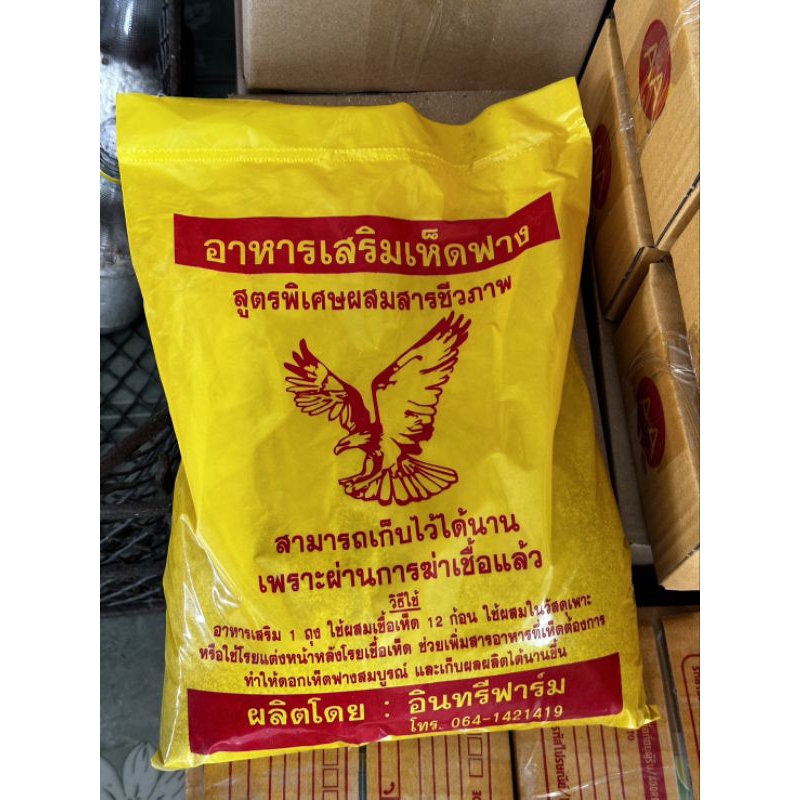 อาหารเสริมเห็ดฟาง
สูตรพิเศษผสมสารชีวภาพ
สามารถเก็บไว้ได้นาน
เพราะผ่านการฆ่าเชื้อแล้ว
วิธีใช้
อาหารเสริม 1 ถุง ใช้ผสมเชื้อเห็ด 12 ก้อน ใช้ผสมในวัสดุเพาะ
หรือใช้โรยแต่งหน้าหลังโรยเชื้อเห็ด ช่วยเพิ่มสารอาหารที่เห็ดต้องการ
ทำให้ดอกเห็ดฟางสมบูรณ์ และเก็บผลผลิตได้นานขึ้น
ผลิตโดย : อินทรีฟาร์ม
โทร. 064-1421419
AA
AA